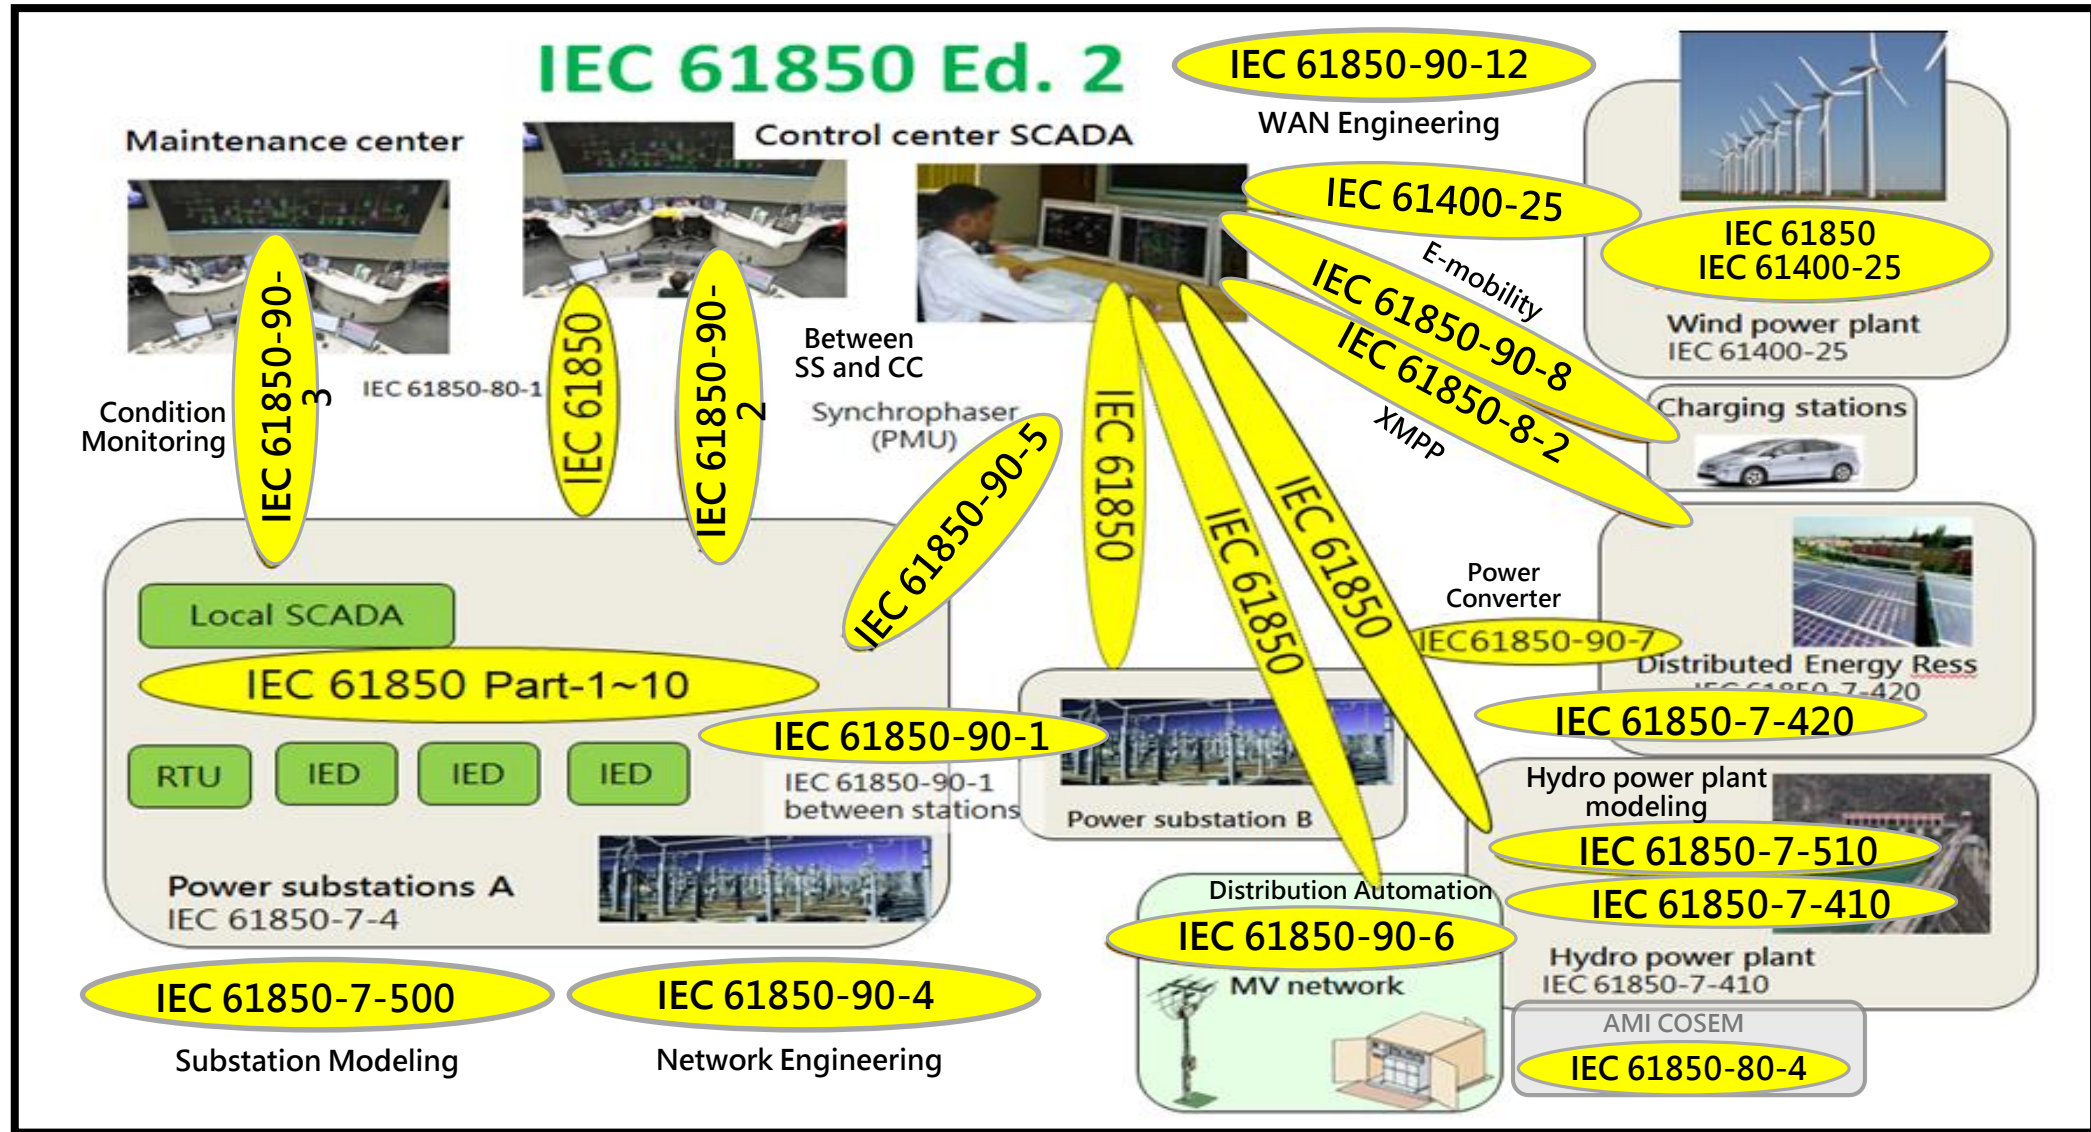 IEC 61850 Ed. 2
IEC 61850-90-12
WAN Engineering
Maintenance center
Control center SCADA
IEC 61400-25
IEC 61850
IEC 61400-25
Wind power plant
IEC 61400-25
E-mobility
IEC 61850-90-8
IEC 61850-8-2
XMPP
Charging stations
Condition
Monitoring
IEC 61850-90-
3
IEC 61850-80-1
IEC 61850
IEC 61850-90-
2
Between
SS and CC
Synchrophaser
(PMU)
IEC 61850-90-5
IEC 61850
IEC 61850
IEC 61850
Power
Converter
IEC61850-90-7
Distributed Energy Ress
IEC 61850-7-420
IEC 61850-7-420
Local SCADA
IEC 61850 Part-1~10
RTU
IED
IED
IED
IEC 61850-90-1
IEC 61850-90-1
between stations
Power substation B
Power substations A
IEC 61850-7-4
Hydro power plant
modeling
IEC 61850-7-510
IEC 61850-7-410
Hydro power plant
IEC 61850-7-410
Distribution Automation
IEC 61850-90-6
MV network
IEC 61850-7-500
Substation Modeling
IEC 61850-90-4
Network Engineering
AMI COSEM
IEC 61850-80-4